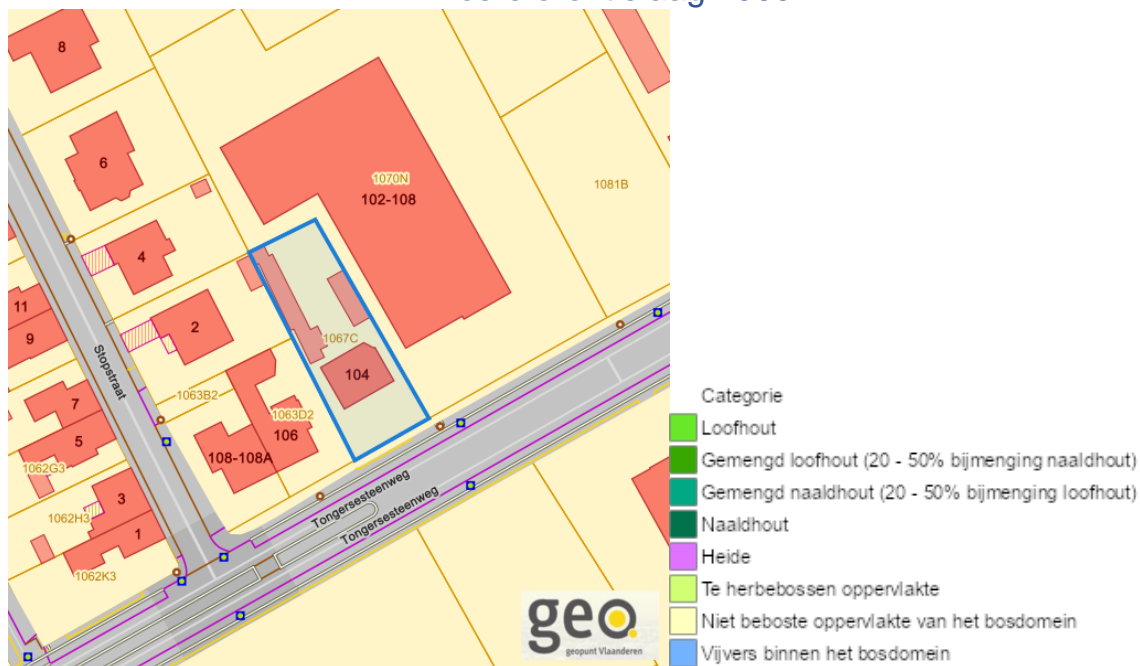 8
6
1070N
102-108
1081B
4
11
9
2
Stopstraat
1067C
104
7
1063B2
5
1063D2
106
108-108A
1062G3
3
1062H3
1
1062K3
Tongersesteenweg
Tongersesteenweg
geo.
geopunt Vlaanderen
Categorie
Loofhout
Gemengd loofhout (20 - 50% bijmenging naaldhout)
Gemengd naaldhout (20 - 50% bijmenging loofhout)
Naaldhout
Heide
Te herbebossen oppervlakte
Niet beboste oppervlakte van het bosdomein
Vijvers binnen het bosdomein